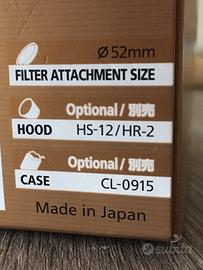 Ø52mm
FILTER ATTACHMENT SIZE
Optional/別売
HOOD HS-12/HR-2
Optional/別売
CASE CL-0915
Made in Japan
subito